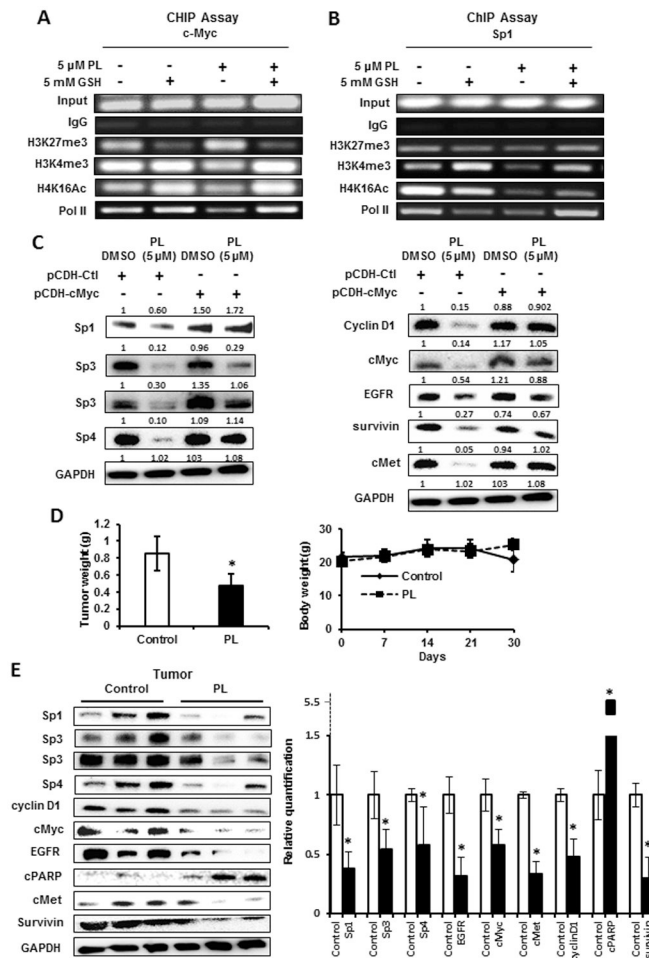 A
CHIP Assay
c-Myc
5 µM PL - - + +
5 mM GSH - + - +
Input
IgG
H3K27me3
H3K4me3
H4K16Ac
Pol II
B
ChIP Assay
Sp1
5 µM PL - - + +
5 mM GSH - + - +
Input
IgG
H3K27me3
H3K4me3
H4K16Ac
Pol II
C
PL PL
DMSO (5 µM) DMSO (5 µM)
pCDH-Ctl + + - -
pCDH-cMyc - - + +
1 0.60 1.50 1.72
Sp1
1 0.12 0.96 0.29
Sp3
1 0.30 1.35 1.06
Sp3
1 0.10 1.09 1.14
Sp4
1 1.02 103 1.08
GAPDH
PL PL
DMSO (5 µM) DMSO (5 µM)
pCDH-Ctl + + - -
pCDH-cMyc - - + +
1 0.15 0.88 0.902
Cyclin D1
1 0.14 1.17 1.05
cMyc
1 0.54 1.21 0.88
EGFR
1 0.27 0.74 0.67
survivin
1 0.05 0.94 1.02
cMet
1 1.02 103 1.08
GAPDH
D
Tumor weight (g)
1.2
1
0.8
0.6
0.4
0.2
0
*
Control PL
Body weight (g)
30
20
10
0
Control
PL
0 7 14 21 30
Days
E
Tumor
Control PL
Sp1
Sp3
Sp3
Sp4
cyclin D1
cMyc
EGFR
cPARP
cMet
Survivin
GAPDH
Relative quantification
5.5
1.5
1
0.5
0
* * * * * * * * *
Control
Sp1
Control
Sp3
Control
Sp4
Control
EGFR
Control
cMyc
Control
cMet
Control
cyclinD1
Control
cPARP
Control
survivin